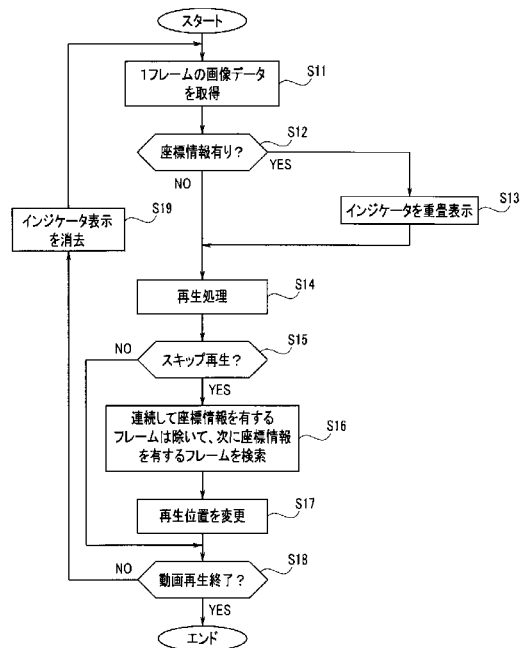 スタート
1フレームの画像データ
を取得
S11
座標情報有り?
S12
YES
NO
インジケータ表示
を消去
S19
インジケータを重畳表示
S13
再生処理
S14
スキップ再生?
S15
NO
YES
連続して座標情報を有する
フレームは除いて、次に座標情報
を有するフレームを検索
S16
再生位置を変更
S17
動画再生終了?
S18
NO
YES
エンド